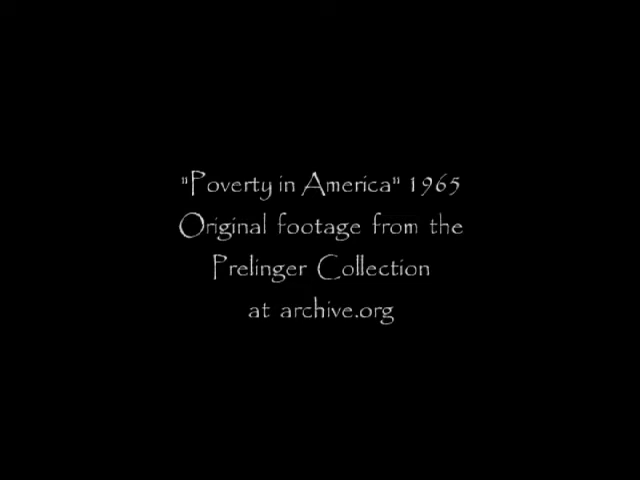 "Poverty in America" 1965
Original footage from the
Prelinger Collection
at archive.org